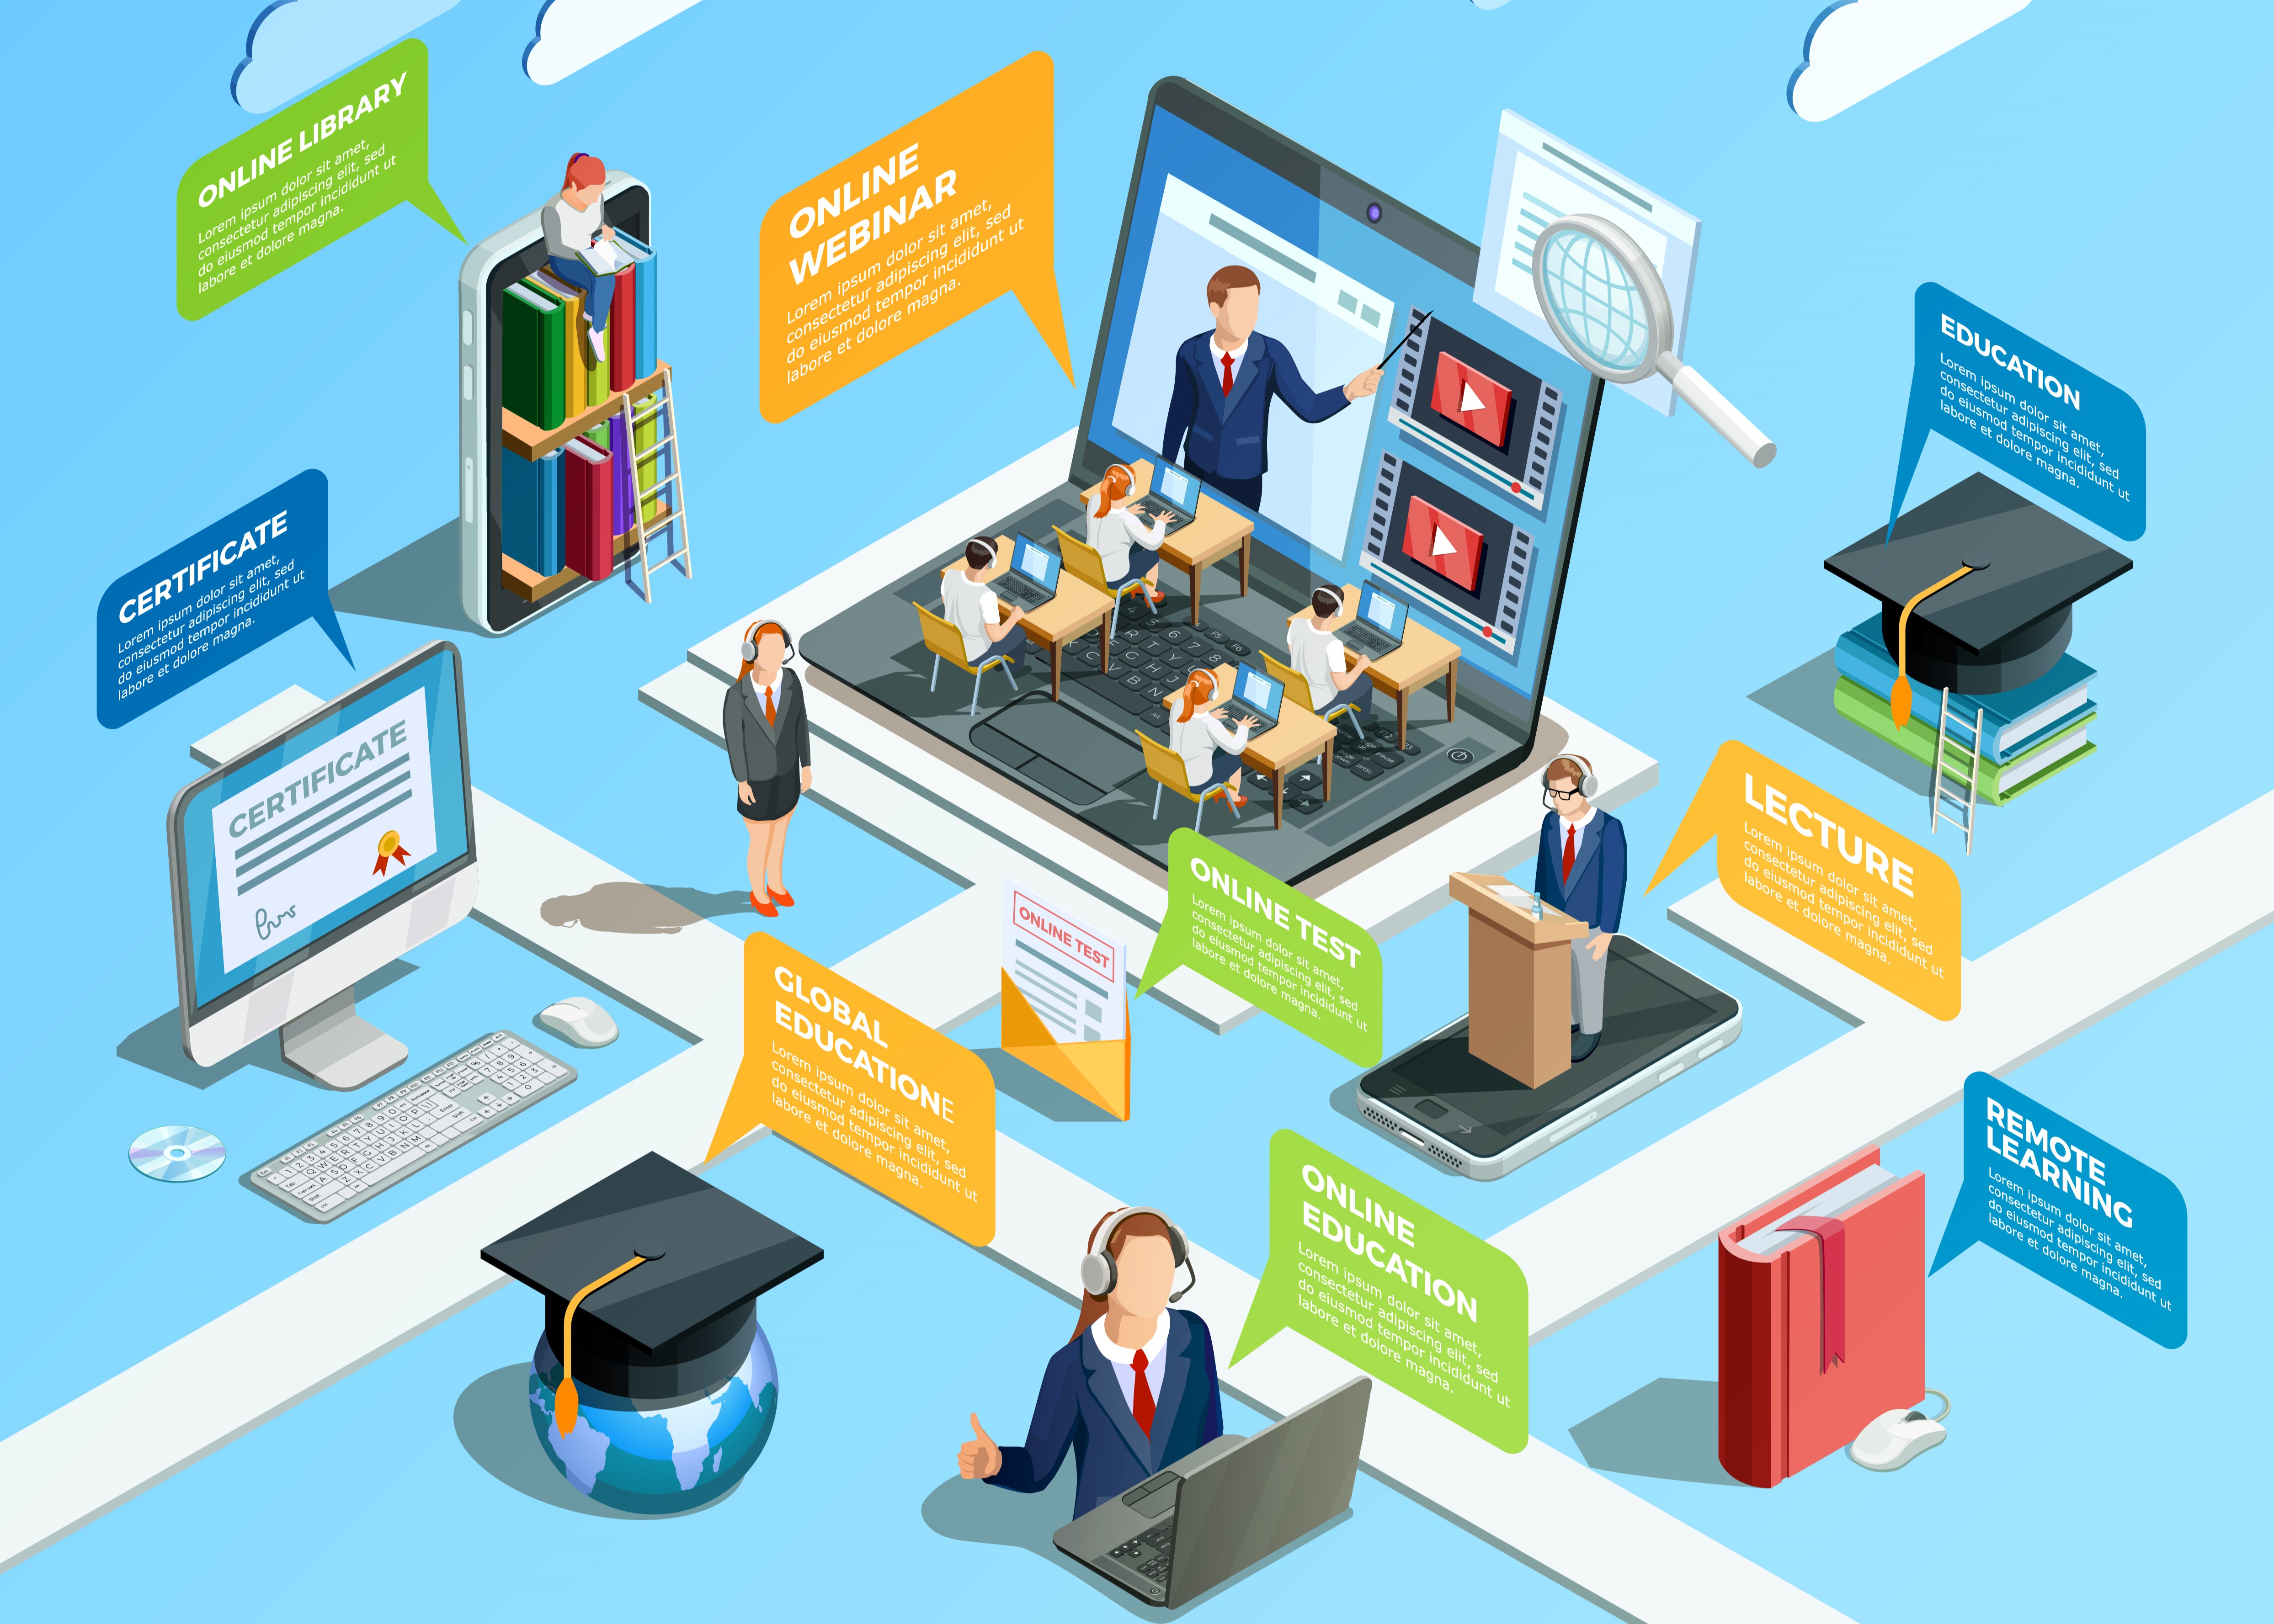 ONLINE LIBRARY
Lorem ipsum dolor sit amet,
consectetur adipiscing elit, sed
do eiusmod tempor incididunt ut
labore et dolore magna.
ONLINE
WEBINAR
Lorem ipsum dolor sit amet,
consectetur adipiscing elit, sed
do eiusmod tempor incididunt ut
labore et dolore magna.
EDUCATION
Lorem ipsum dolor sit amet,
consectetur adipiscing elit, sed
do eiusmod tempor incididunt ut
labore et dolore magna.
CERTIFICATE
Lorem ipsum dolor sit amet,
consectetur adipiscing elit, sed
do eiusmod tempor incididunt ut
labore et dolore magna.
CERTIFICATE
LECTURE
Lorem ipsum dolor sit amet,
consectetur adipiscing elit, sed
do eiusmod tempor incididunt ut
labore et dolore magna.
ONLINE TEST
ONLINE TEST
Lorem ipsum dolor sit amet,
consectetur adipiscing elit, sed
do eiusmod tempor incididunt ut
labore et dolore magna.
GLOBAL
EDUCATIONE
Lorem ipsum dolor sit amet,
consectetur adipiscing elit, sed
do eiusmod tempor incididunt ut
labore et dolore magna.
ONLINE
EDUCATION
Lorem ipsum dolor sit amet,
consectetur adipiscing elit, sed
do eiusmod tempor incididunt ut
labore et dolore magna.
REMOTE
LEARNING
Lorem ipsum dolor sit amet,
consectetur adipiscing elit, sed
do eiusmod tempor incididunt ut
labore et dolore magna.